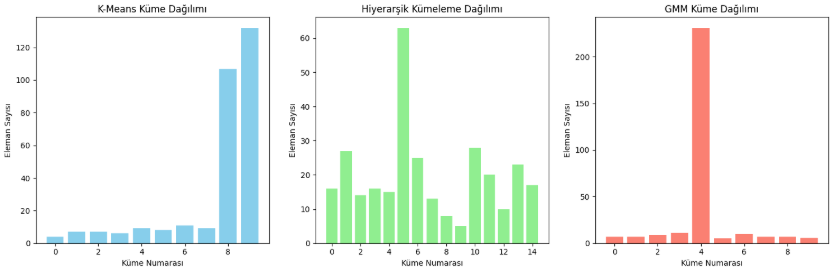 K-Means Küme Dağılımı
Eleman Sayısı
120
100
80
60
40
20
0
0 2 4 6 8
Küme Numarası
Hiyerarşik Kümeleme Dağılımı
Eleman Sayısı
60
50
40
30
20
10
0
0 2 4 6 8 10 12 14
Küme Numarası
GMM Küme Dağılımı
Eleman Sayısı
200
150
100
50
0
0 2 4 6 8
Küme Numarası